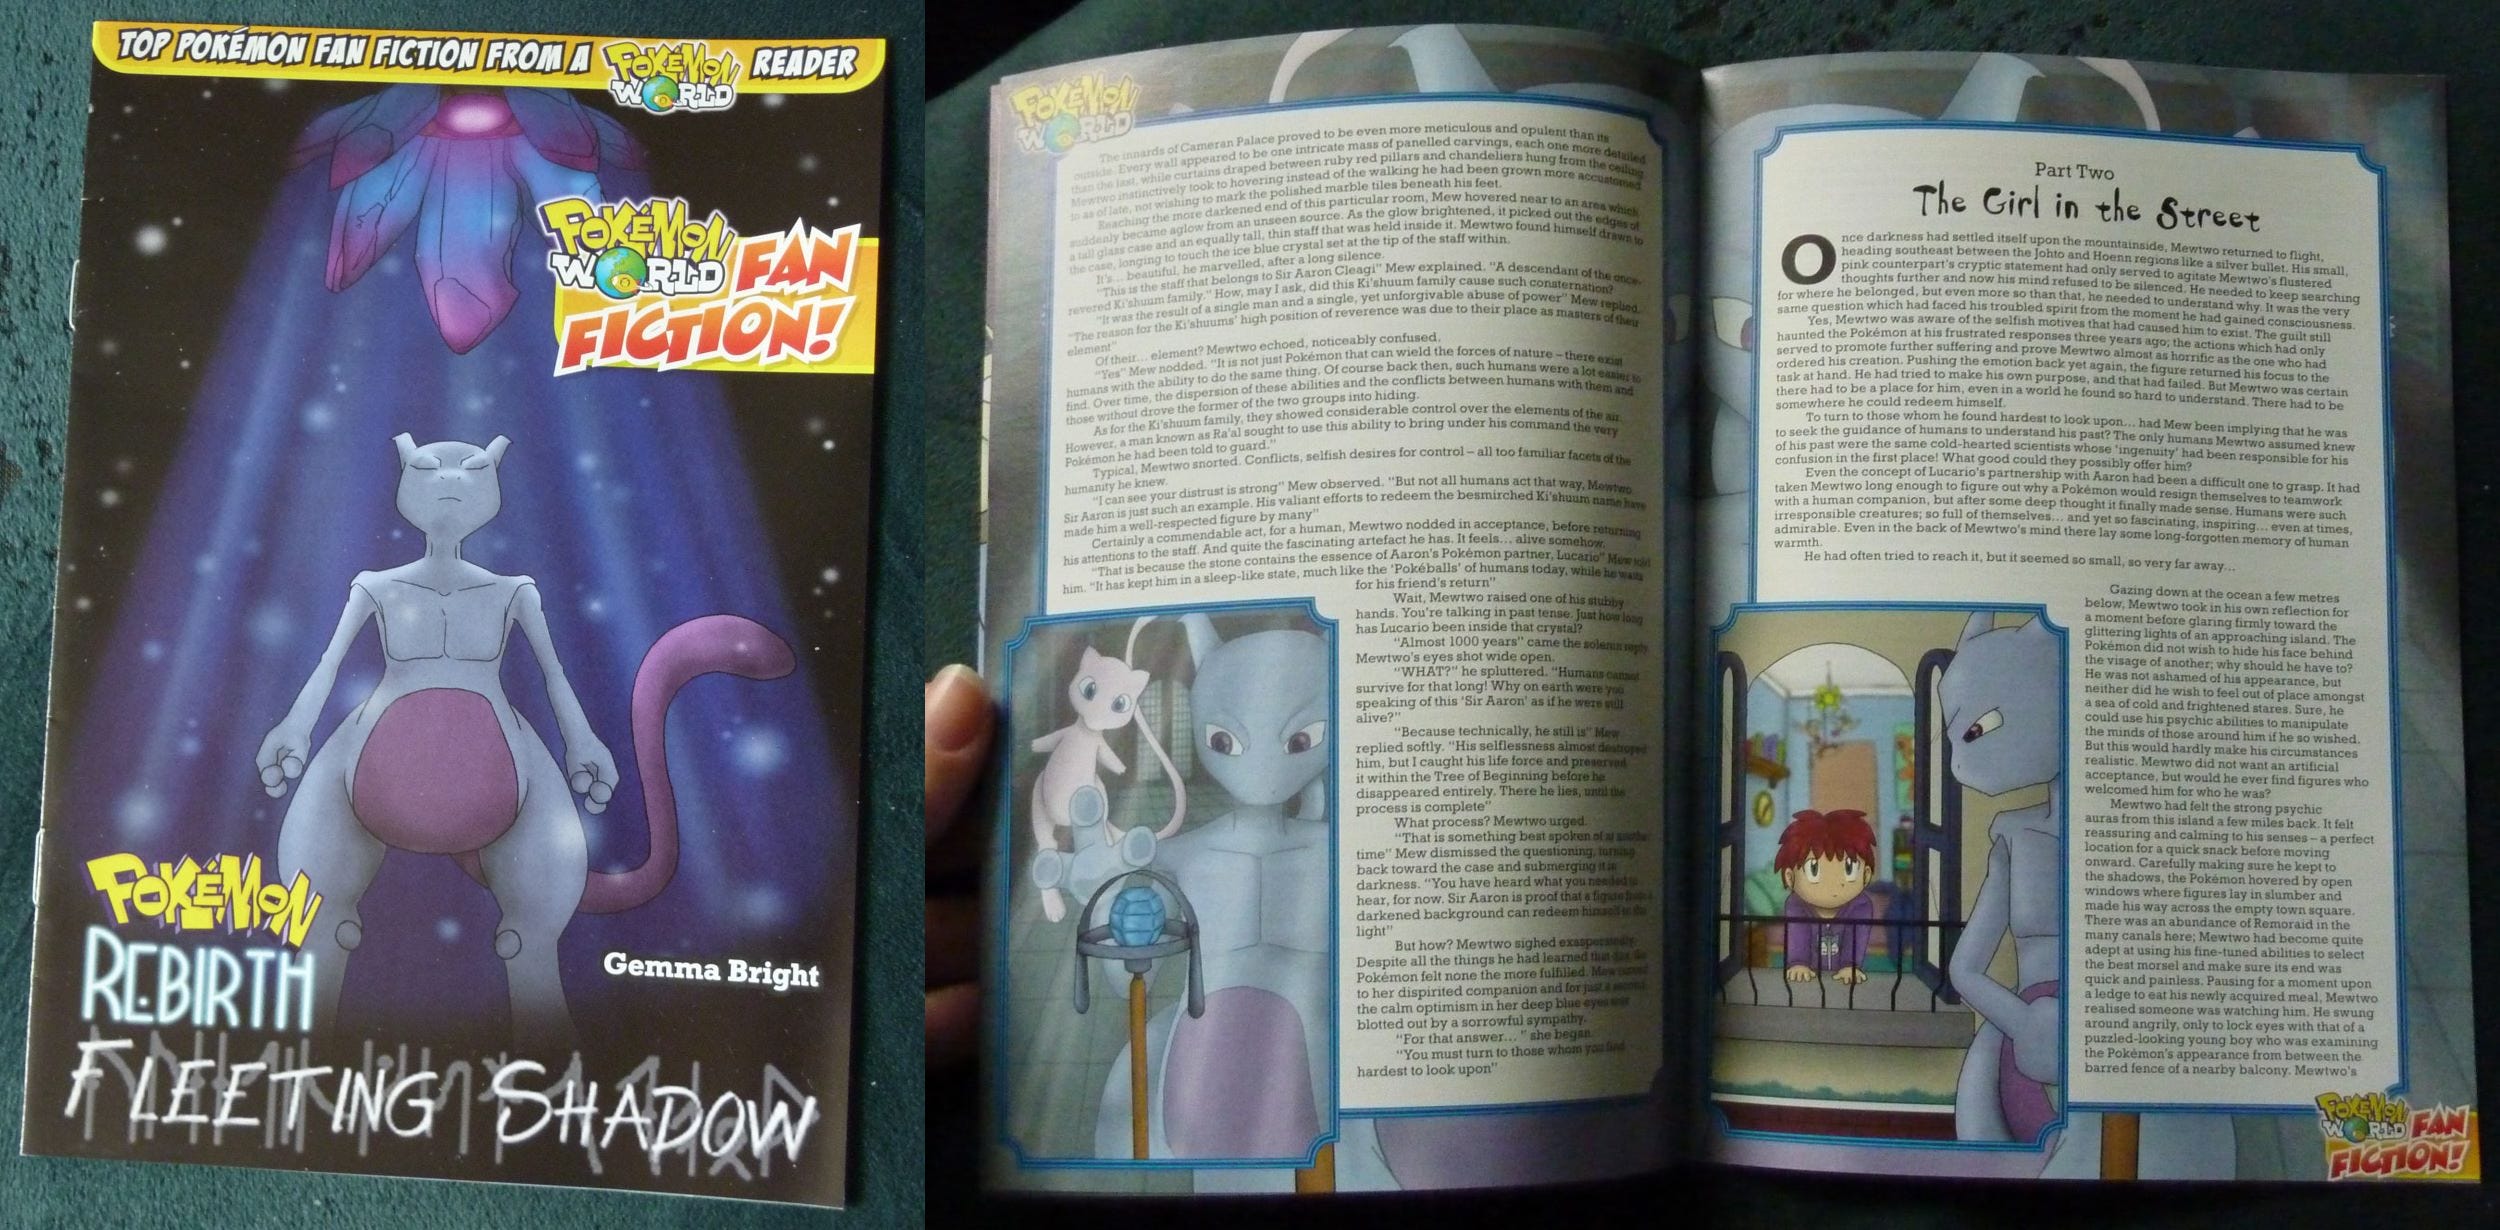 TOP POKÉMON FAN FICTION FROM A POKÉMON WORLD READER
POKÉMON
WORLD FAN
FICTION!
POKÉMON
REBIRTH
Gemma Bright
FLEETING SHADOW
POKÉMON
WORLD
The innards of Cameran Palace proved to be even more meticulous and opulent than its
outside. Every wall appeared to be one intricate mass of panelled carvings, each one more detailed
than the last, while curtains draped between ruby red pillars and chandeliers hung from the ceiling.
Mewtwo instinctively took to hovering instead of the walking he had been grown more accustomed
to as of late, not wishing to mark the polished marble tiles beneath his feet.
Reaching the more darkened end of this particular room, Mew hovered near to an area which
suddenly became aglow from an unseen source. As the glow brightened, it picked out the edges of
a tall glass case and an equally tall, thin staff that was held inside it. Mewtwo found himself drawn to
the case, longing to touch the ice blue crystal set at the tip of the staff within.
It's... beautiful, he marvelled, after a long silence.
"This is the staff that belongs to Sir Aaron Cleagi" Mew explained. "A descendant of the once-
revered Ki'shuum family." How, may I ask, did this Ki'shuum family cause such consternation?
"It was the result of a single man and a single, yet unforgivable abuse of power" Mew replied.
"The reason for the Ki'shuums' high position of reverence was due to their place as masters of their
element"
Of their... element? Mewtwo echoed, noticeably confused.
"Yes" Mew nodded. "It is not just Pokémon that can wield the forces of nature – there exist
humans with the ability to do the same thing. Of course back then, such humans were a lot easier to
find. Over time, the dispersion of these abilities and the conflicts between humans with them and
those without drove the former of the two groups into hiding.
As for the Ki'shuum family, they showed considerable control over the elements of the air.
However, a man known as Ra'al sought to use this ability to bring under his command the very
Pokémon he had been told to guard."
Typical, Mewtwo snorted. Conflicts, selfish desires for control – all too familiar facets of the
humanity he knew.
"I can see your distrust is strong" Mew observed. "But not all humans act that way, Mewtwo.
Sir Aaron is just such an example. His valiant efforts to redeem the besmirched Ki'shuum name have
made him a well-respected figure by many"
Certainly a commendable act, for a human, Mewtwo nodded in acceptance, before returning
his attentions to the staff. And quite the fascinating artefact he has. It feels... alive somehow.
"That is because the stone contains the essence of Aaron's Pokémon partner, Lucario" Mew told
him. "It has kept him in a sleep-like state, much like the 'Pokéballs' of humans today, while he waits
for his friend's return"
Wait, Mewtwo raised one of his stubby
hands. You're talking in past tense. Just how long
has Lucario been inside that crystal?
"Almost 1000 years" came the solemn reply.
Mewtwo's eyes shot wide open.
"WHAT?" he spluttered. "Humans cannot
survive for that long! Why on earth were you
speaking of this 'Sir Aaron' as if he were still
alive?"
"Because technically, he still is" Mew
replied softly. "His selflessness almost destroyed
him, but I caught his life force and preserved
it within the Tree of Beginning before he
disappeared entirely. There he lies, until the
process is complete"
What process? Mewtwo urged.
"That is something best spoken of at another
time" Mew dismissed the questioning, turning
back toward the case and submerging it in
darkness. "You have heard what you needed to
hear, for now. Sir Aaron is proof that a figure from a
darkened background can redeem himself in the
light"
But how? Mewtwo sighed exasperatedly.
Despite all the things he had learned that day, the
Pokémon felt none the more fulfilled. Mew turned
to her dispirited companion and for just a second
the calm optimism in her deep blue eyes was
blotted out by a sorrowful sympathy.
"For that answer... " she began.
"You must turn to those whom you find
hardest to look upon"
Part Two
The Girl in the Street
Once darkness had settled itself upon the mountainside, Mewtwo returned to flight,
heading southeast between the Johto and Hoenn regions like a silver bullet. His small,
pink counterpart's cryptic statement had only served to agitate Mewtwo's flustered
thoughts further and now his mind refused to be silenced. He needed to keep searching
for where he belonged, but even more so than that, he needed to understand why. It was the very
same question which had faced his troubled spirit from the moment he had gained consciousness.
Yes, Mewtwo was aware of the selfish motives that had caused him to exist. The guilt still
haunted the Pokémon at his frustrated responses three years ago; the actions which had only
served to promote further suffering and prove Mewtwo almost as horrific as the one who had
ordered his creation. Pushing the emotion back yet again, the figure returned his focus to the
task at hand. He had tried to make his own purpose, and that had failed. But Mewtwo was certain
there had to be a place for him, even in a world he found so hard to understand. There had to be
somewhere he could redeem himself.
To turn to those whom he found hardest to look upon... had Mew been implying that he was
to seek the guidance of humans to understand his past? The only humans Mewtwo assumed knew
of his past were the same cold-hearted scientists whose 'ingenuity' had been responsible for his
confusion in the first place! What good could they possibly offer him?
Even the concept of Lucario's partnership with Aaron had been a difficult one to grasp. It had
taken Mewtwo long enough to figure out why a Pokémon would resign themselves to teamwork
with a human companion, but after some deep thought it finally made sense. Humans were such
irresponsible creatures; so full of themselves... and yet so fascinating, inspiring... even at times,
admirable. Even in the back of Mewtwo's mind there lay some long-forgotten memory of human
warmth.
He had often tried to reach it, but it seemed so small, so very far away...
Gazing down at the ocean a few metres
below, Mewtwo took in his own reflection for
a moment before glaring firmly toward the
glittering lights of an approaching island. The
Pokémon did not wish to hide his face behind
the visage of another; why should he have to?
He was not ashamed of his appearance, but
neither did he wish to feel out of place amongst
a sea of cold and frightened stares. Sure, he
could use his psychic abilities to manipulate
the minds of those around him if he so wished.
But this would hardly make his circumstances
realistic. Mewtwo did not want an artificial
acceptance, but would he ever find figures who
welcomed him for who he was?
Mewtwo had felt the strong psychic
auras from this island a few miles back. It felt
reassuring and calming to his senses – a perfect
location for a quick snack before moving
onward. Carefully making sure he kept to
the shadows, the Pokémon hovered by open
windows where figures lay in slumber and
made his way across the empty town square.
There was an abundance of Remoraid in the
many canals here; Mewtwo had become quite
adept at using his fine-tuned abilities to select
the best morsel and make sure its end was
quick and painless. Pausing for a moment upon
a ledge to eat his newly acquired meal, Mewtwo
realised someone was watching him. He swung
around angrily, only to lock eyes with that of a
puzzled-looking young boy who was examining
the Pokémon's appearance from between the
barred fence of a nearby balcony. Mewtwo's
POKÉMON
WORLD FAN
FICTION!